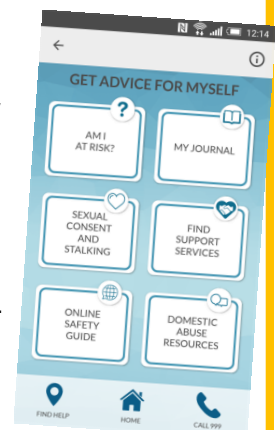 12:14
GET ADVICE FOR MYSELF
?
AM I
AT RISK?
MY JOURNAL
SEXUAL
CONSENT
AND
STALKING
FIND
SUPPORT
SERVICES
ONLINE
SAFETY
GUIDE
DOMESTIC
ABUSE
RESOURCES
FIND HELP
HOME
CALL 999